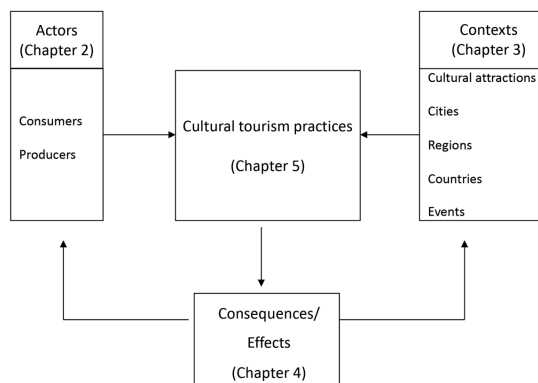 Actors
(Chapter 2)
Consumers
Producers
Cultural tourism practices
(Chapter 5)
Contexts
(Chapter 3)
Cultural attractions
Cities
Regions
Countries
Events
Consequences/
Effects
(Chapter 4)